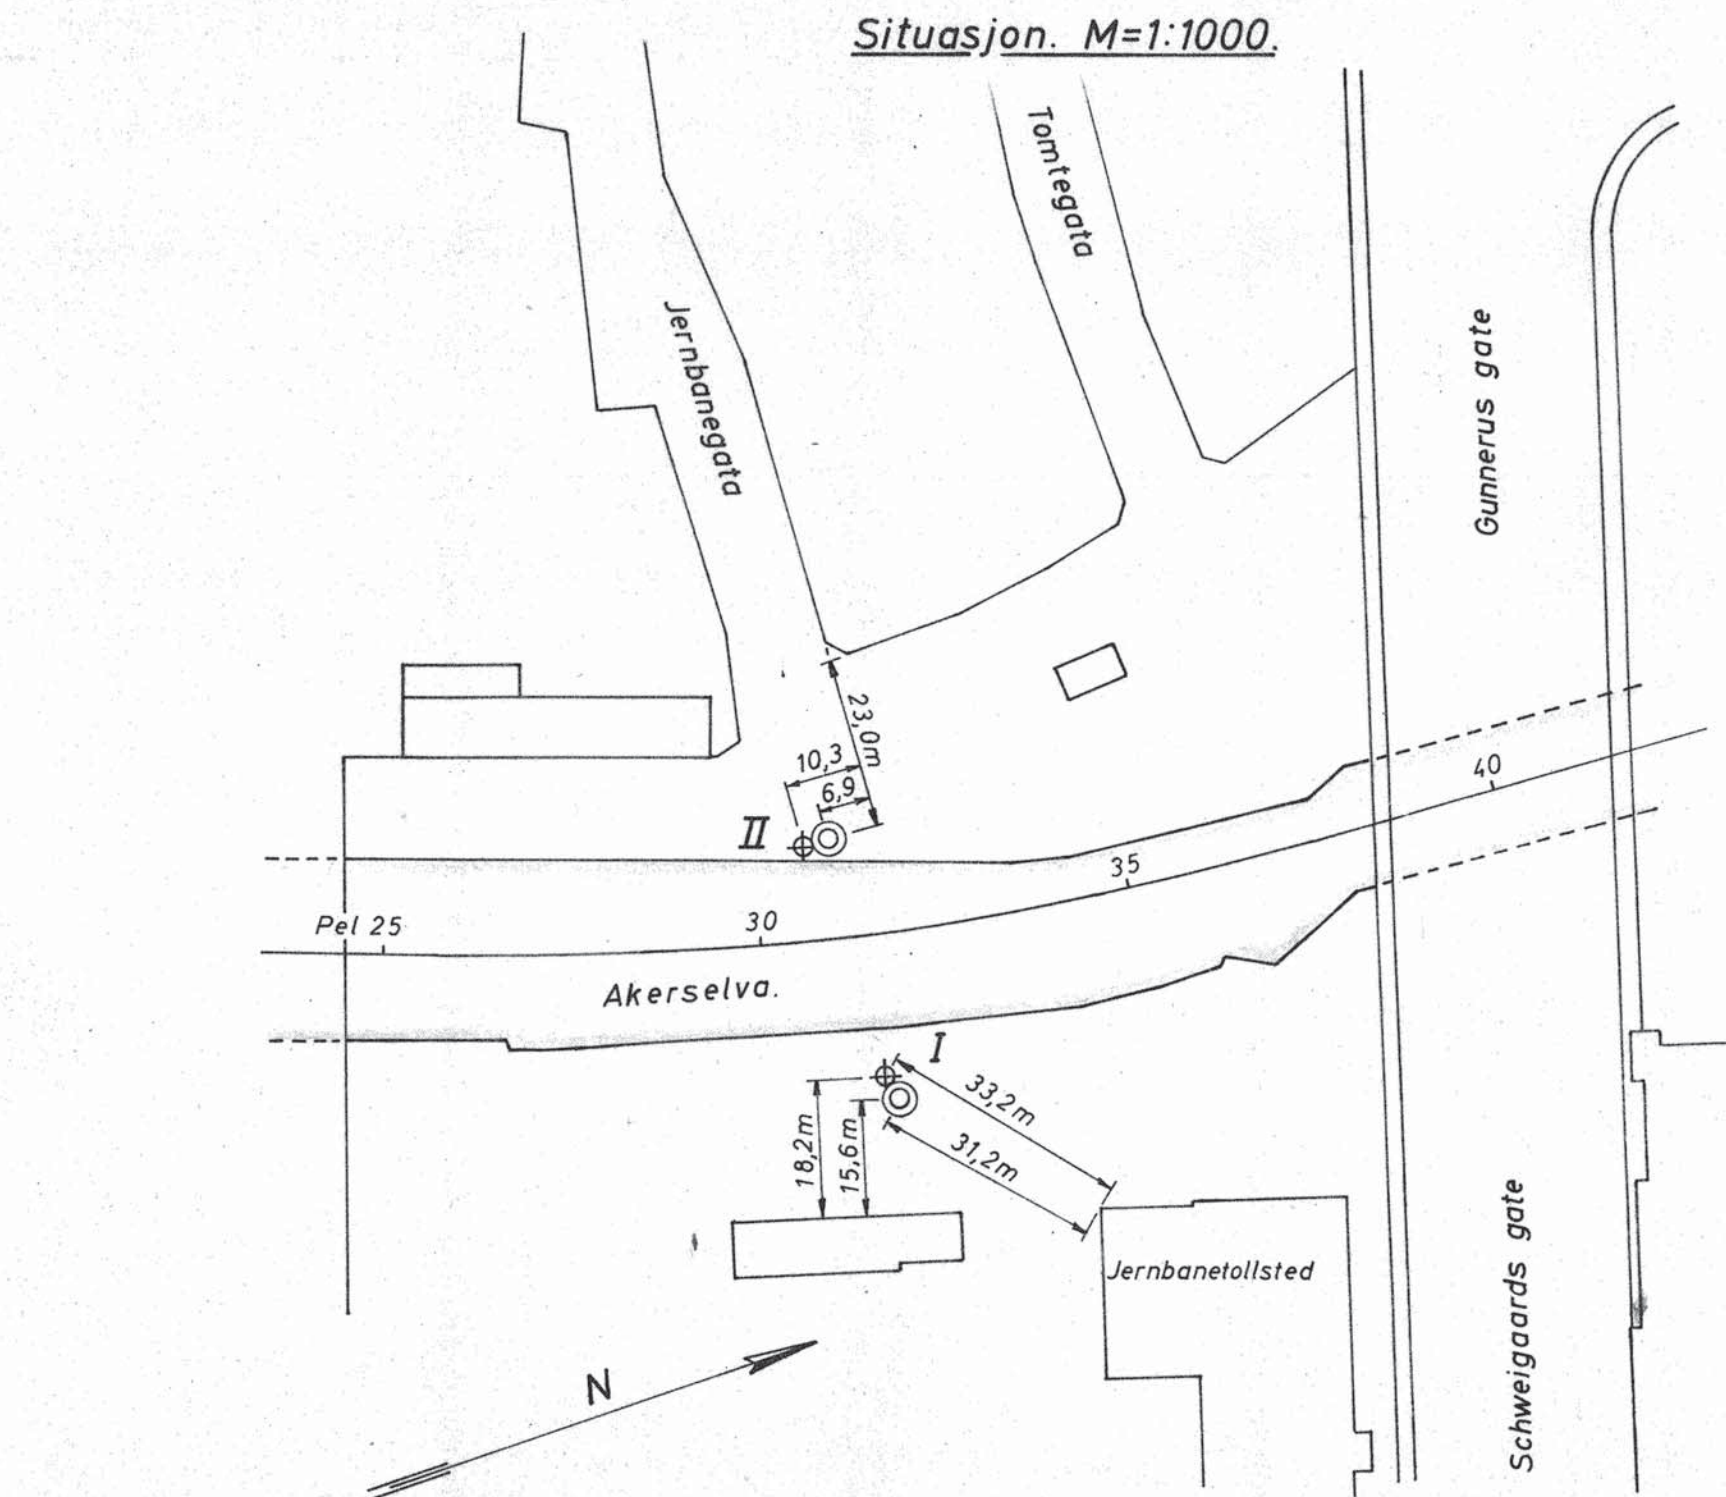 Situasjon. M=1:1000.
Tomtegata
Jernbanegata
Gunnerus gate
23,0m
10,3
6,9
II
40
35
30
Pel 25
Akerselva.
I
33,2m
31,2m
18,2m
15,6m
Jernbanetollsted
Schweigaards gate
N